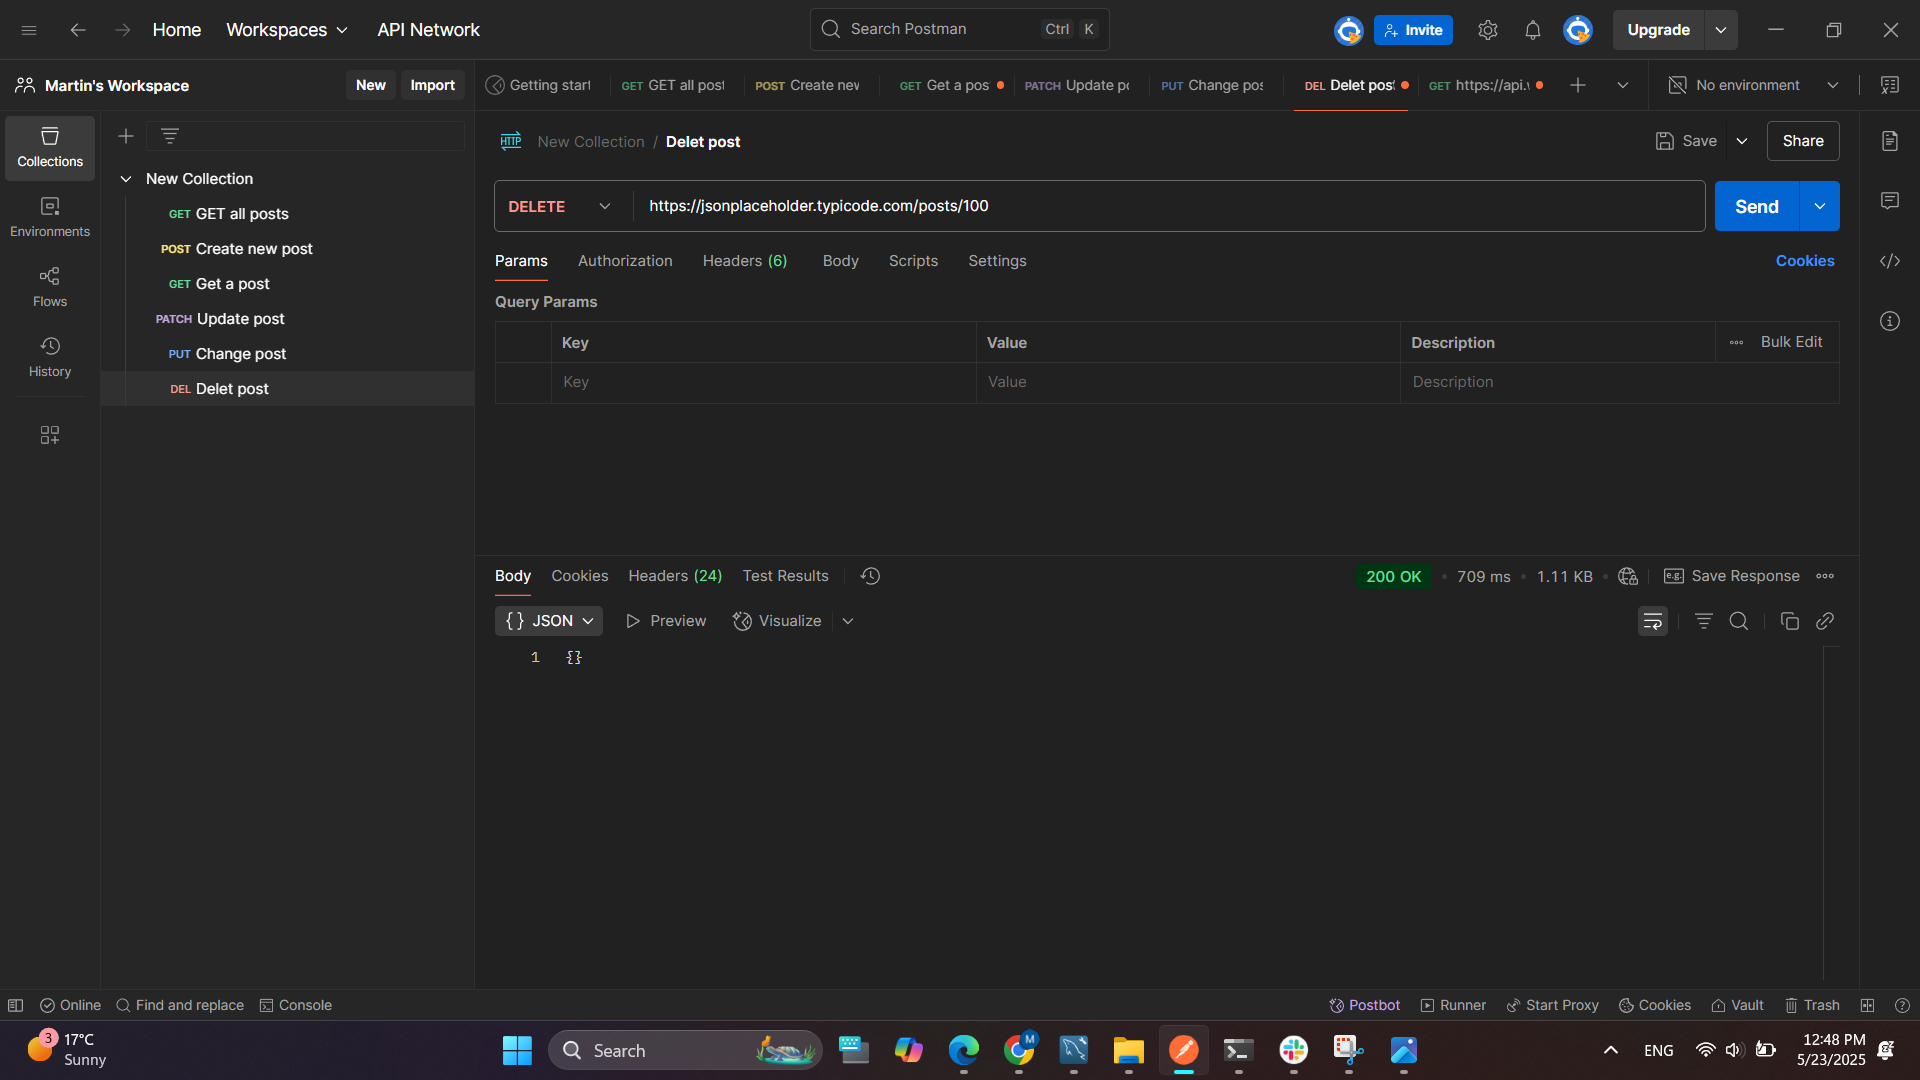 Home Workspaces API Network Search Postman Ctrl K Invite Upgrade
Martin's Workspace New Import Getting start GET GET all post POST Create new GET Get a pos PATCH Update po PUT Change pos DEL Delet post GET https://api. No environment
Collections
Environments
Flows
History
New Collection
GET GET all posts
POST Create new post
GET Get a post
PATCH Update post
PUT Change post
DEL Delet post
HTTP New Collection / Delet post Save Share
DELETE https://jsonplaceholder.typicode.com/posts/100 Send
Params Authorization Headers (6) Body Scripts Settings Cookies
Query Params
Key Value Description Bulk Edit
Key Value Description
Body Cookies Headers (24) Test Results 200 OK 709 ms 1.11 KB e.g. Save Response
{} JSON Preview Visualize
1 {}
Online Find and replace Console Postbot Runner Start Proxy Cookies Vault Trash
3 17°C
Sunny
Search
M
ENG
12:48 PM
5/23/2025